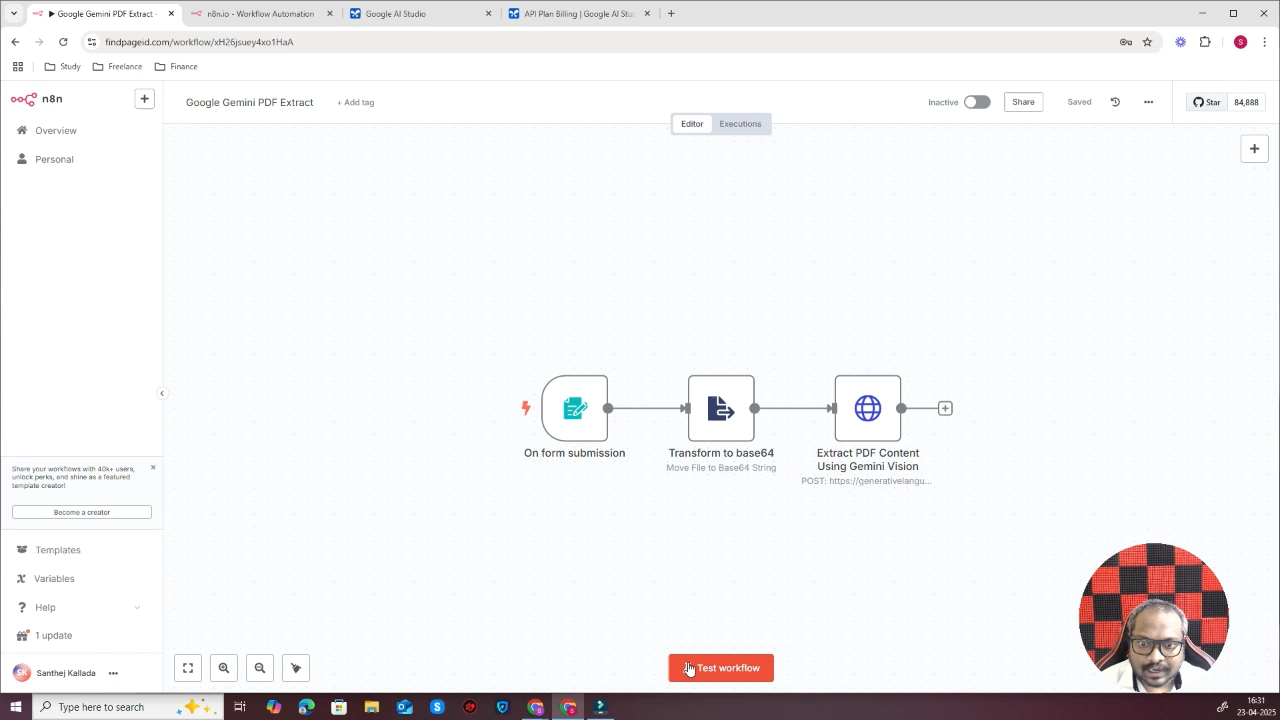 Google Gemini PDF Extract -
n8n.io - Workflow Automation
Google AI Studio
API Plan Billing | Google AI Stu
findpageid.com/workflow/xH26jsuey4xo1HaA
Study
Freelance
Finance
n8n
Google Gemini PDF Extract
+ Add tag
Inactive
Share
Saved
Star
84,888
Editor
Executions
Overview
Personal
On form submission
Transform to base64
Move File to Base64 String
Extract PDF Content
Using Gemini Vision
POST: https://generativelangu...
Share your workflows with 40k+ users,
unlock perks, and shine as a featured
template creator!
Become a creator
Templates
Variables
Help
1 update
SK
Santhej Kallada
Test workflow
Type here to search
16:31
23-04-2025